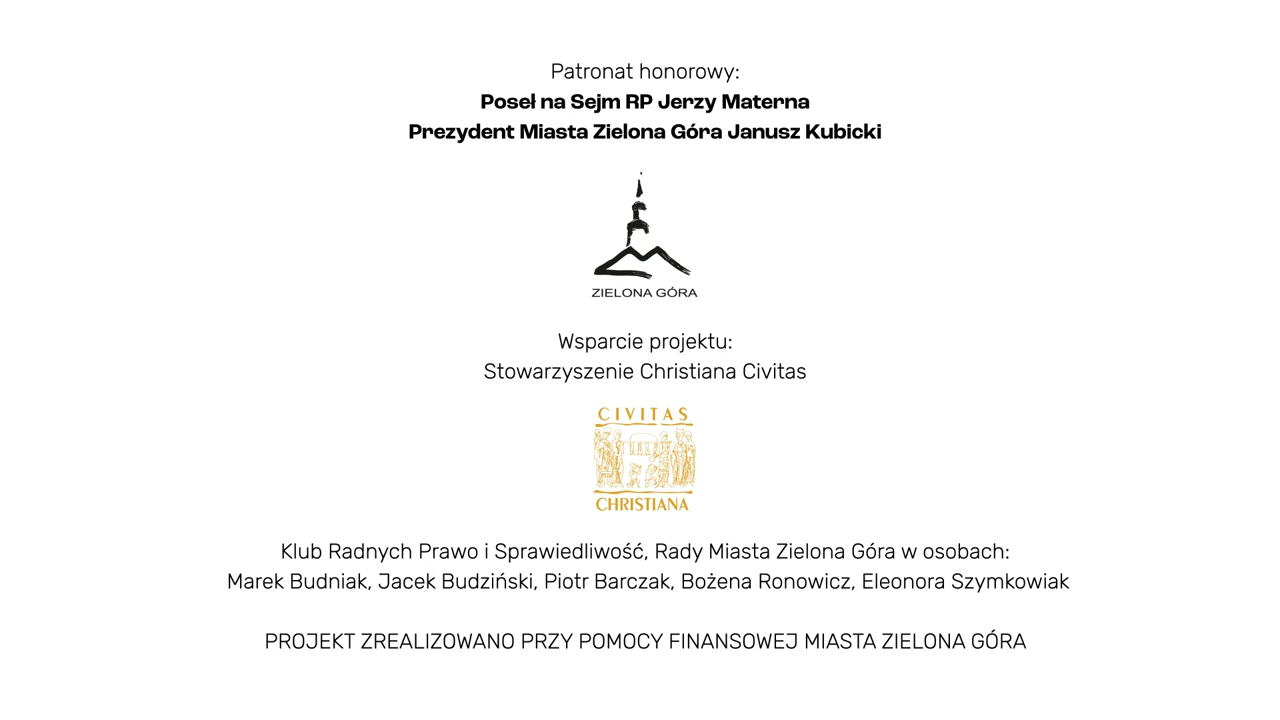 Patronat honorowy:
Poseł na Sejm RP Jerzy Materna
Prezydent Miasta Zielona Góra Janusz Kubicki
ZIELONA GÓRA
Wsparcie projektu:
Stowarzyszenie Christiana Civitas
CIVITAS
CHRISTIANA
Klub Radnych Prawo i Sprawiedliwość, Rady Miasta Zielona Góra w osobach:
Marek Budniak, Jacek Budziński, Piotr Barczak, Bożena Ronowicz, Eleonora Szymkowiak
PROJEKT ZREALIZOWANO PRZY POMOCY FINANSOWEJ MIASTA ZIELONA GÓRA